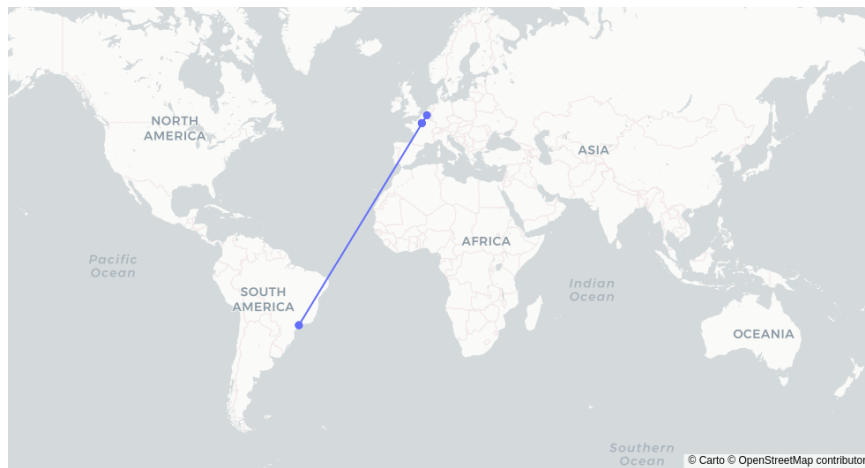 NORTH
AMERICA
ASIA
AFRICA
Pacific
Ocean
SOUTH
AMERICA
Indian
Ocean
OCEANIA
Southern
Ocean
© Carto © OpenStreetMap contributor